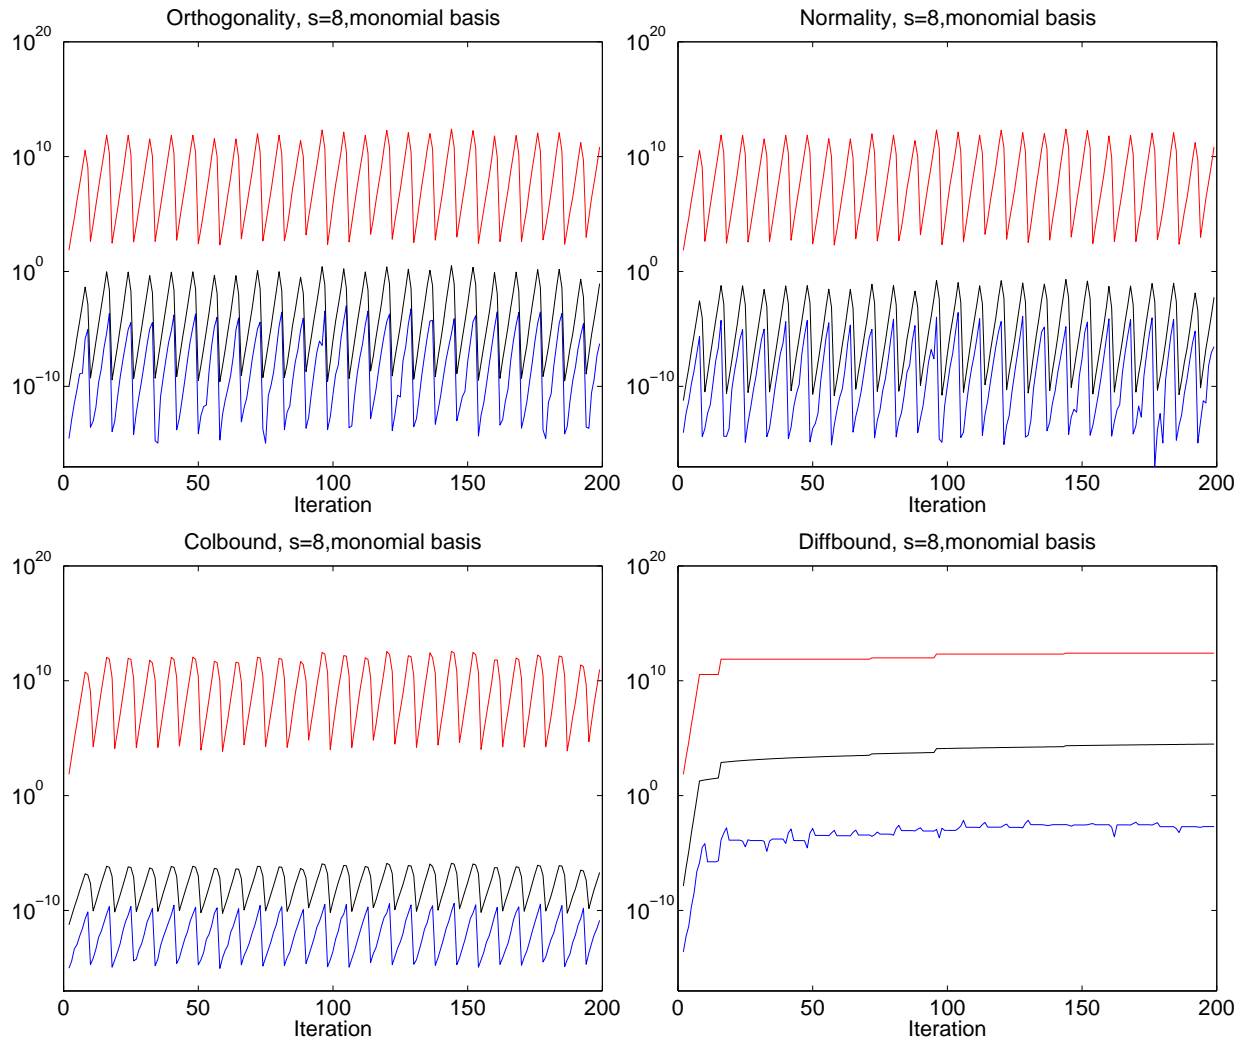 Orthogonality, s=8,monomial basis
10^20
10^10
10^0
10^-10
0 50 100 150 200
Iteration
Normality, s=8,monomial basis
10^20
10^10
10^0
10^-10
0 50 100 150 200
Iteration
Colbound, s=8,monomial basis
10^20
10^10
10^0
10^-10
0 50 100 150 200
Iteration
Diffbound, s=8,monomial basis
10^20
10^10
10^0
10^-10
0 50 100 150 200
Iteration